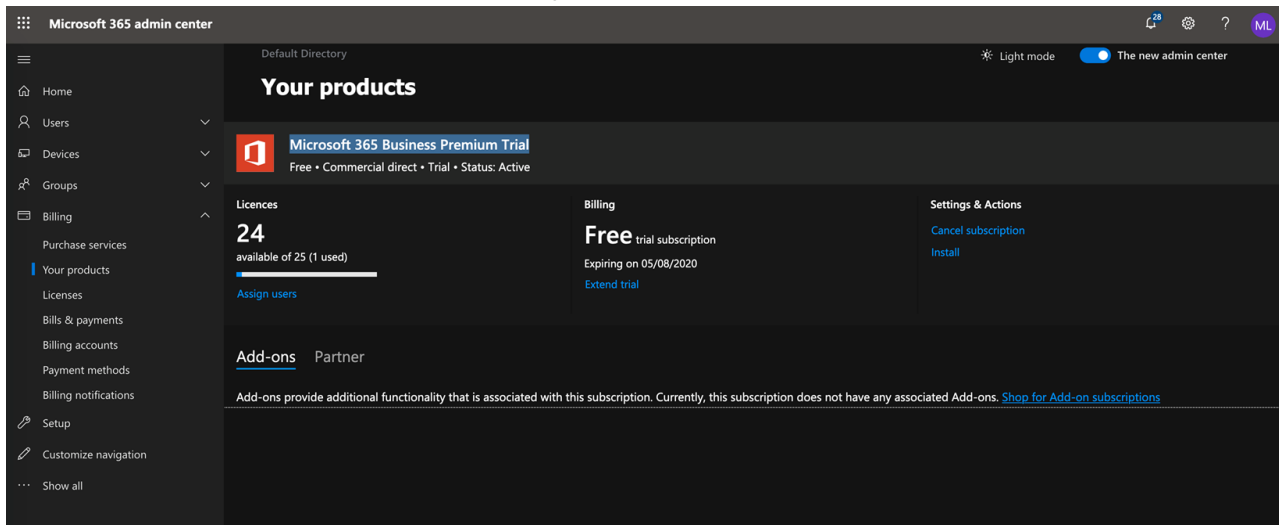 Microsoft 365 admin center
28
?
ML
Default Directory
Light mode
The new admin center
Your products
Home
Users
Devices
Groups
Billing
Purchase services
Your products
Licenses
Bills & payments
Billing accounts
Payment methods
Billing notifications
Setup
Customize navigation
Show all
Microsoft 365 Business Premium Trial
Free • Commercial direct • Trial • Status: Active
Licences
24
available of 25 (1 used)
Assign users
Billing
Free trial subscription
Expiring on 05/08/2020
Extend trial
Settings & Actions
Cancel subscription
Install
Add-ons Partner
Add-ons provide additional functionality that is associated with this subscription. Currently, this subscription does not have any associated Add-ons. Shop for Add-on subscriptions